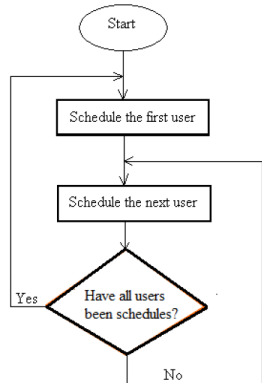 Start
Schedule the first user
Schedule the next user
Have all users
been schedules?
Yes
No